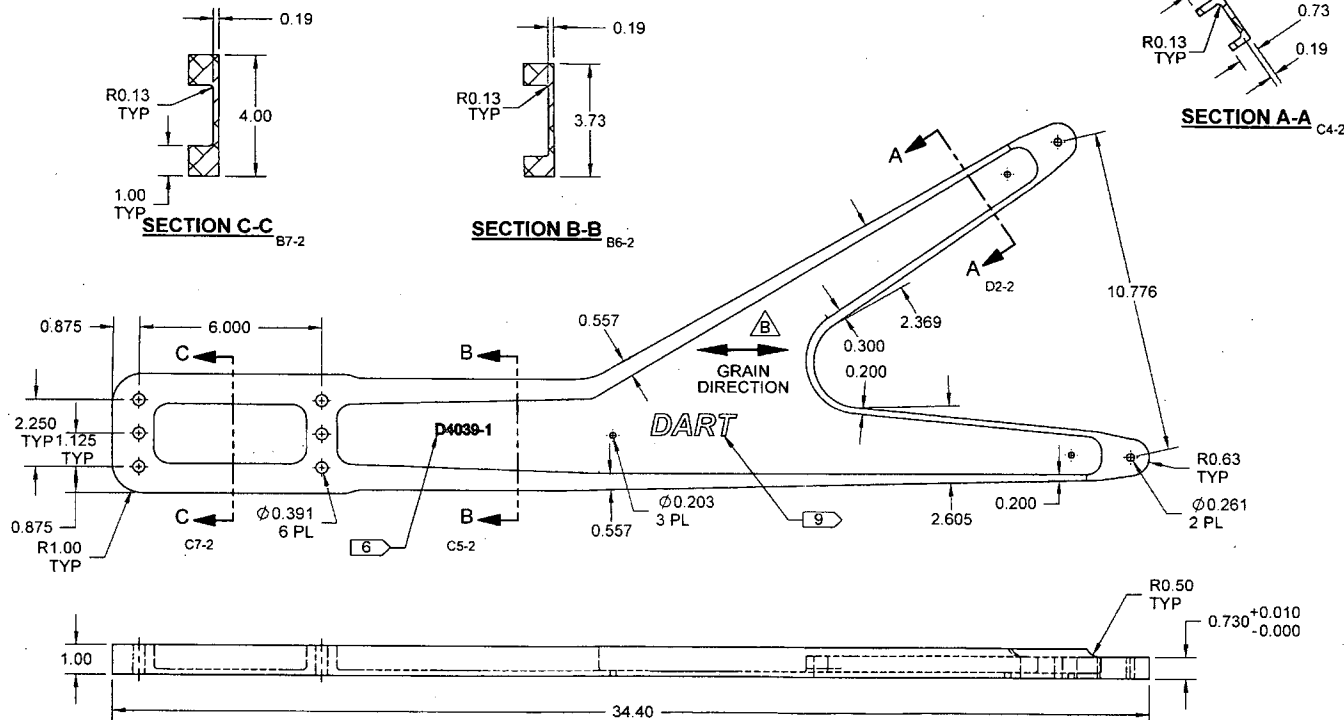 0.19
R0.13
TYP
4.00
1.00
TYP
SECTION C-C
B7-2
0.19
R0.13
TYP
3.73
SECTION B-B
B6-2
R0.13
TYP
0.73
0.19
SECTION A-A
C4-2
A
A
D2-2
10.776
0.875
6.000
C
B
0.557
B
GRAIN
DIRECTION
0.300
2.369
0.200
2.250
TYP
1.125
TYP
D4039-1
DART
0.875
R1.00
TYP
C
C7-2
Ø0.391
6 PL
6
B
C5-2
0.557
Ø0.203
3 PL
9
2.605
0.200
R0.63
TYP
Ø0.261
2 PL
1.00
R0.50
TYP
0.730 +0.010
-0.000
34.40